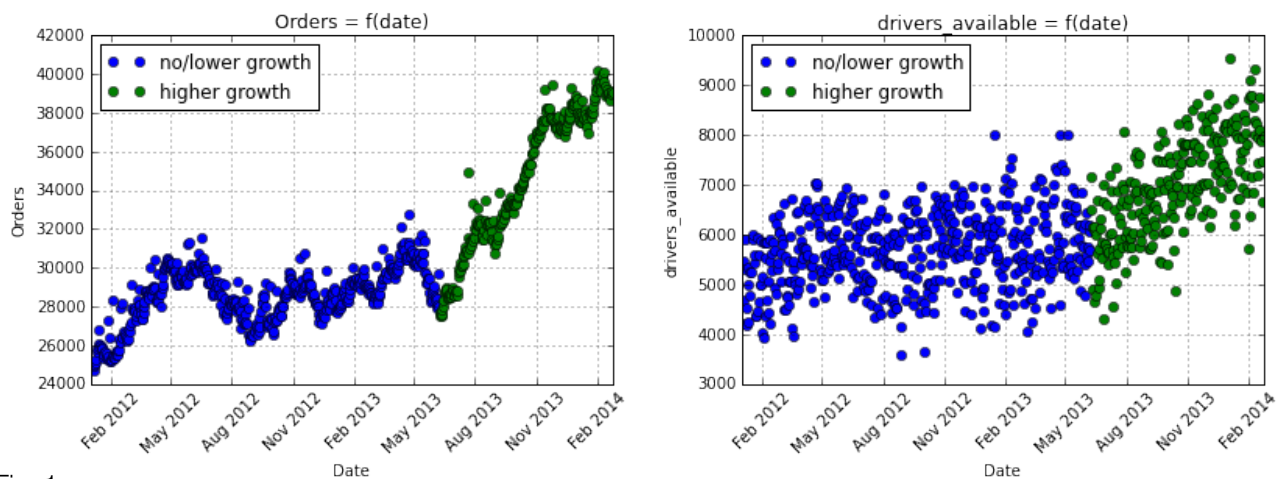 Orders = f(date)
42000
40000
38000
36000
34000
32000
30000
28000
26000
24000
Orders
no/lower growth
higher growth
Feb 2012
May 2012
Aug 2012
Nov 2012
Feb 2013
May 2013
Aug 2013
Nov 2013
Feb 2014
Date
drivers_available = f(date)
10000
9000
8000
7000
6000
5000
4000
3000
drivers_available
no/lower growth
higher growth
Feb 2012
May 2012
Aug 2012
Nov 2012
Feb 2013
May 2013
Aug 2013
Nov 2013
Feb 2014
Date